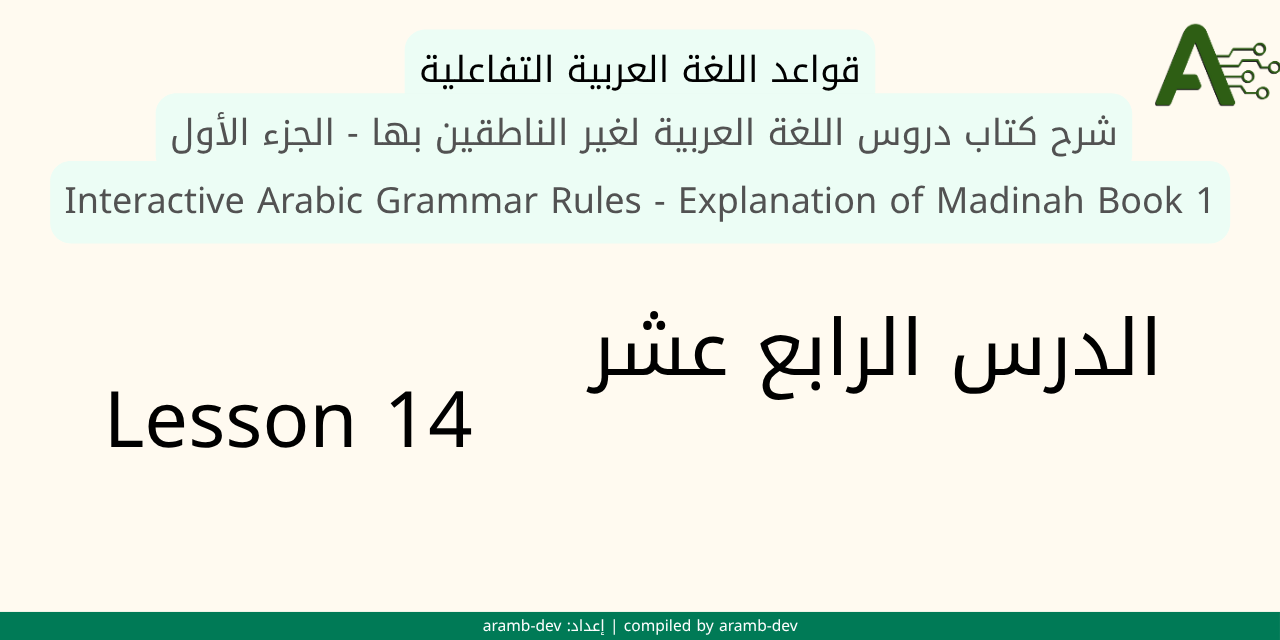 قواعد اللغة العربية التفاعلية
شرح كتاب دروس اللغة العربية لغير الناطقين بها - الجزء الأول
Interactive Arabic Grammar Rules - Explanation of Madinah Book 1
الدرس الرابع عشر
Lesson 14
aramb-dev :إعداد | compiled by aramb-dev